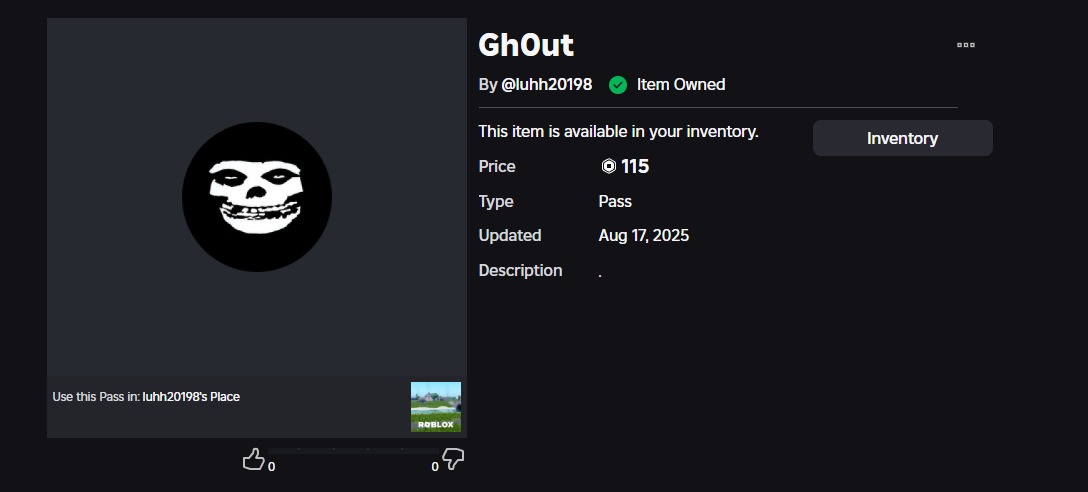 Gh0ut
By @luhh20198 Item Owned
This item is available in your inventory.
Inventory
Price 115
Type Pass
Updated Aug 17, 2025
Description .
Use this Pass in: luhh20198's Place
ROBLOX
0 0